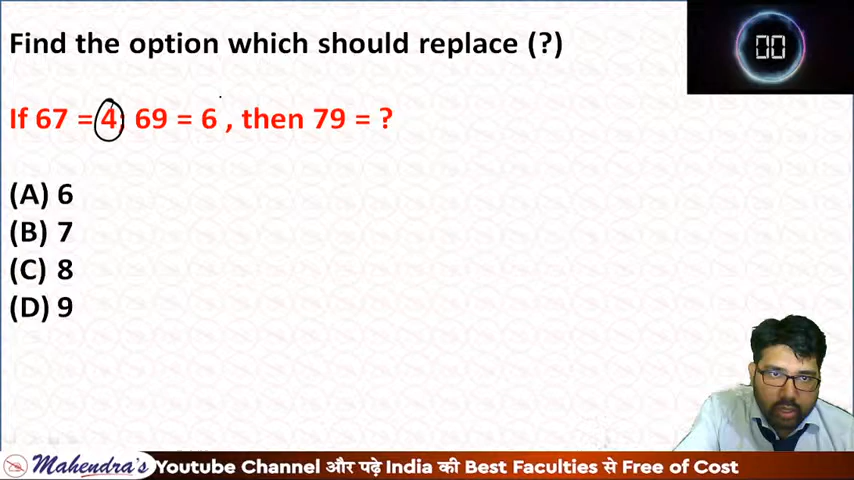 Find the option which should replace (?)
00
If 67 = 4, 69 = 6 , then 79 = ?
(A) 6
(B) 7
(C) 8
(D) 9
Mahendra's Youtube Channel और पढ़े India की Best Faculties से Free of Cost